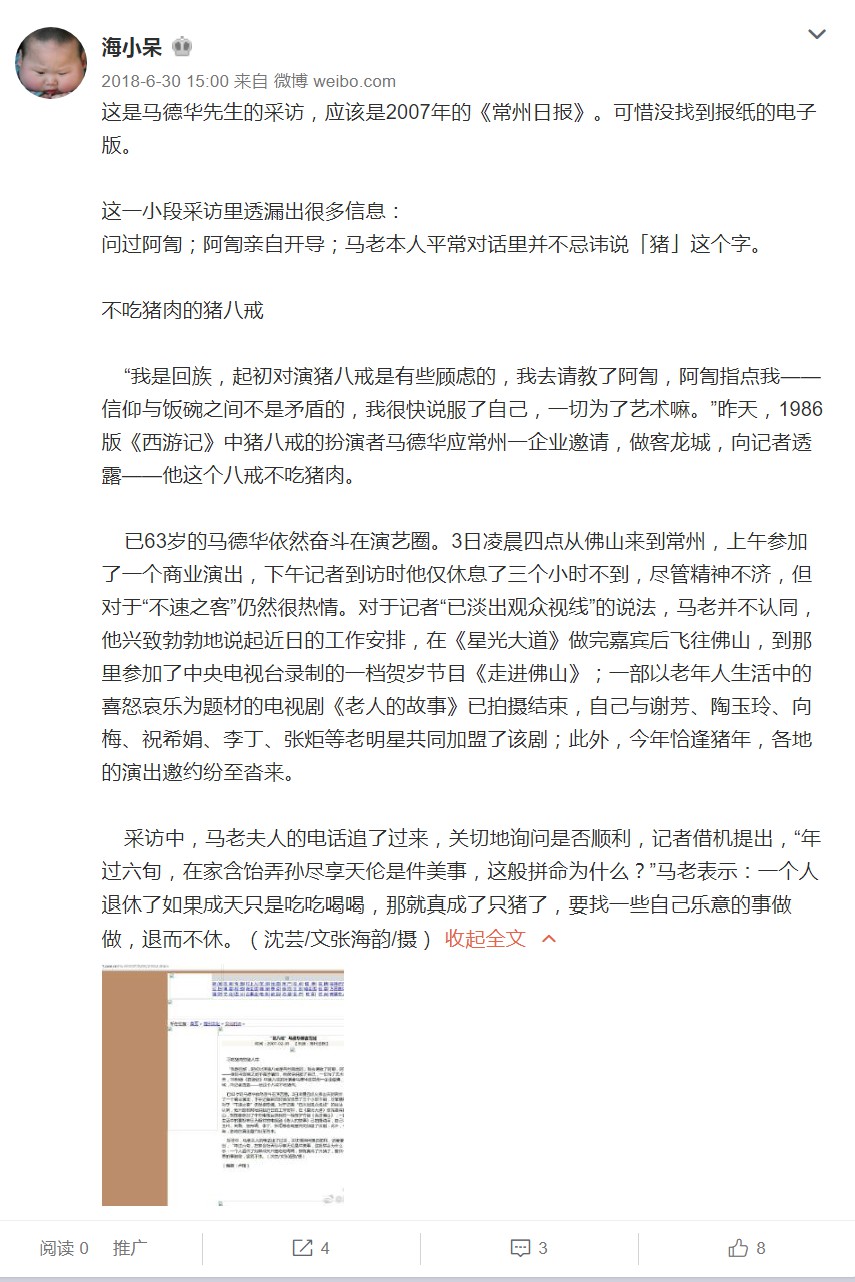 海小呆
2018-6-30 15:00 来自 微博 weibo.com
这是马德华先生的采访，应该是2007年的《常州日报》。可惜没找到报纸的电子
版。
这一小段采访里透漏出很多信息：
问过阿訇；阿訇亲自开导；马老本人平常对话里并不忌讳说「猪」这个字。
不吃猪肉的猪八戒
“我是回族，起初对演猪八戒是有些顾虑的，我去请教了阿訇，阿訇指点我——
信仰与饭碗之间不是矛盾的，我很快说服了自己，一切为了艺术嘛。”昨天，1986
版《西游记》中猪八戒的扮演者马德华应常州一企业邀请，做客龙城，向记者透
露——他这个八戒不吃猪肉。
已63岁的马德华依然奋斗在演艺圈。3日凌晨四点从佛山来到常州，上午参加
了一个商业演出，下午记者到访时他仅休息了三个小时不到，尽管精神不济，但
对于“不速之客”仍然很热情。对于记者“已淡出观众视线”的说法，马老并不认同，
他兴致勃勃地说起近日的工作安排，在《星光大道》做完嘉宾后飞往佛山，到那
里参加了中央电视台录制的一档贺岁节目《走进佛山》；一部以老年人生活中的
喜怒哀乐为题材的电视剧《老人的故事》已拍摄结束，自己与谢芳、陶玉玲、向
梅、祝希娟、李丁、张炬等老明星共同加盟了该剧；此外，今年恰逢猪年，各地
的演出邀约纷至沓来。
采访中，马老夫人的电话追了过来，关切地询问是否顺利，记者借机提出，“年
过六旬，在家含饴弄孙尽享天伦是件美事，这般拼命为什么？”马老表示：一个人
退休了如果成天只是吃吃喝喝，那就真成了只猪了，要找一些自己乐意的事做
做，退而不休。（沈芸/文张海韵/摄） 收起全文
阅读 0 推广 4 3 8